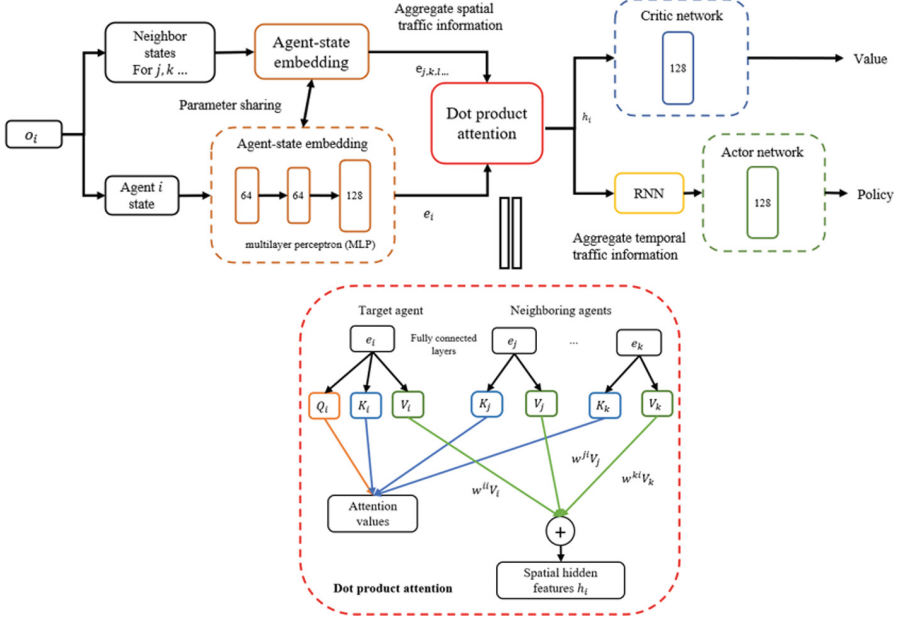 Aggregate spatial
traffic information
Critic network
128
Value
Neighbor
states
For j, k ...
Agent-state
embedding
e_{j,k,l...}
Parameter sharing
o_i
Dot product
attention
h_i
Agent-state embedding
64
64
128
multilayer perceptron (MLP)
Agent i
state
e_i
RNN
Actor network
128
Policy
Aggregate temporal
traffic information
Target agent
Neighboring agents
e_i
Fully connected
layers
e_j
...
e_k
Q_i
K_i
V_i
K_j
V_j
K_k
V_k
w^{ii}V_i
w^{ji}V_j
w^{ki}V_k
Attention
values
+
Spatial hidden
features h_i
Dot product attention